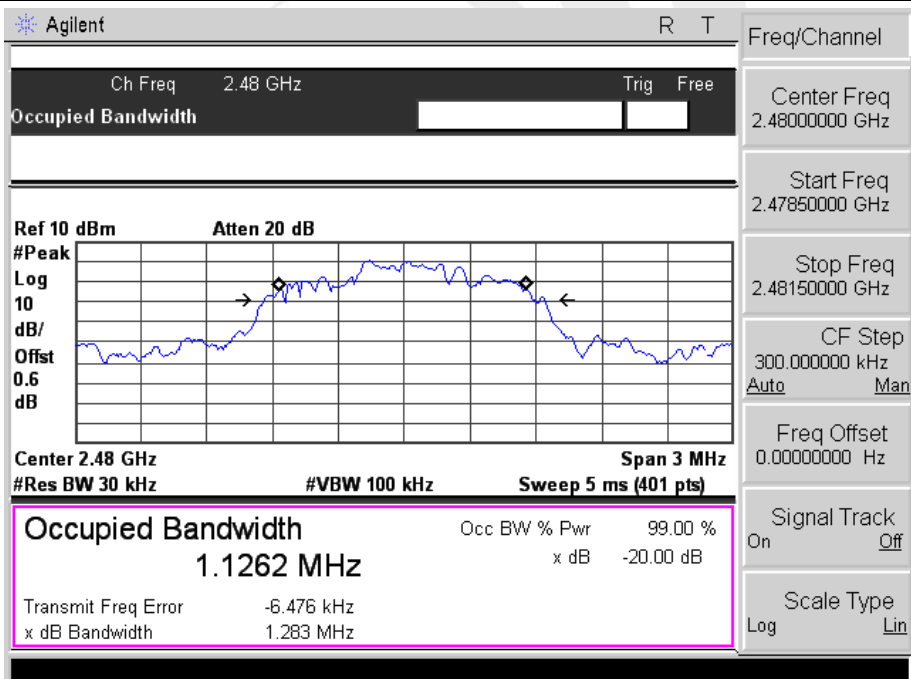 Agilent R T
Ch Freq 2.48 GHz Trig Free
Occupied Bandwidth
Ref 10 dBm Atten 20 dB
#Peak
Log
10
dB/
Offst
0.6
dB
Center 2.48 GHz Span 3 MHz
#Res BW 30 kHz #VBW 100 kHz Sweep 5 ms (401 pts)
Occupied Bandwidth Occ BW % Pwr 99.00 %
1.1262 MHz x dB -20.00 dB
Transmit Freq Error -6.476 kHz
x dB Bandwidth 1.283 MHz
Freq/Channel
Center Freq
2.48000000 GHz
Start Freq
2.47850000 GHz
Stop Freq
2.48150000 GHz
CF Step
300.000000 kHz
Auto Man
Freq Offset
0.00000000 Hz
Signal Track
On Off
Scale Type
Log Lin